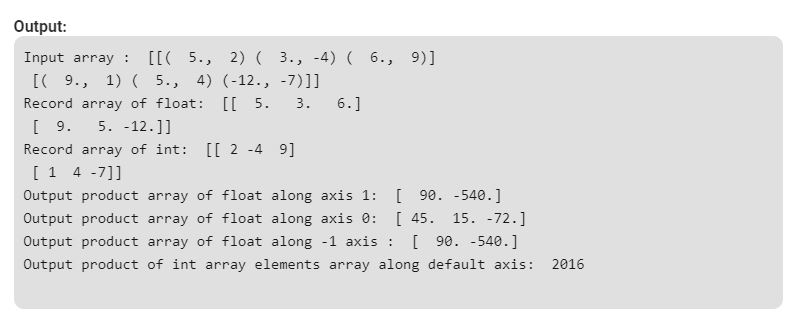 Output:
Input array :  [[(  5.,  2) (  3., -4) (  6.,  9)]
 [(  9.,  1) (  5.,  4) (-12., -7)]]
Record array of float:  [[  5.   3.   6.]
 [  9.   5. -12.]]
Record array of int:  [[ 2 -4  9]
 [ 1  4 -7]]
Output product array of float along axis 1:  [  90. -540.]
Output product array of float along axis 0:  [ 45.  15. -72.]
Output product array of float along -1 axis :  [  90. -540.]
Output product of int array elements array along default axis:  2016